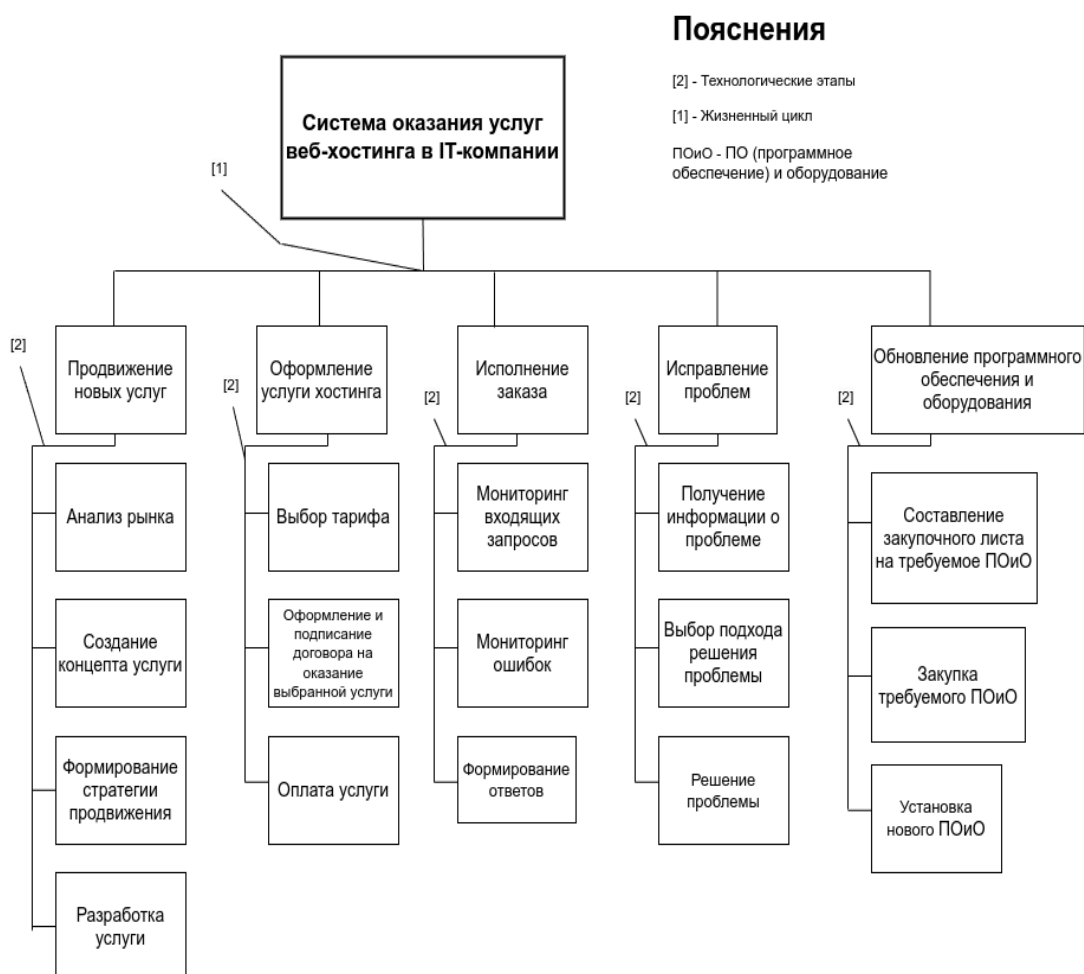 Пояснения
[2] - Технологические этапы
[1] - Жизненный цикл
ПОиО - ПО (программное
обеспечение) и оборудование
Система оказания услуг
веб-хостинга в IT-компании
[1]
[2]
Продвижение
новых услуг
Анализ рынка
Создание
концепта услуги
Формирование
стратегии
продвижения
Разработка
услуги
[2]
Оформление
услуги хостинга
Выбор тарифа
Оформление и
подписание
договора на
оказание
выбранной услуги
Оплата услуги
[2]
Исполнение
заказа
Мониторинг
входящих
запросов
Мониторинг
ошибок
Формирование
ответов
[2]
Исправление
проблем
Получение
информации о
проблеме
Выбор подхода
решения
проблемы
Решение
проблемы
[2]
Обновление программного
обеспечения и
оборудования
Составление
закупочного листа
на требуемое ПОиО
Закупка
требуемого ПОиО
Установка
нового ПОиО